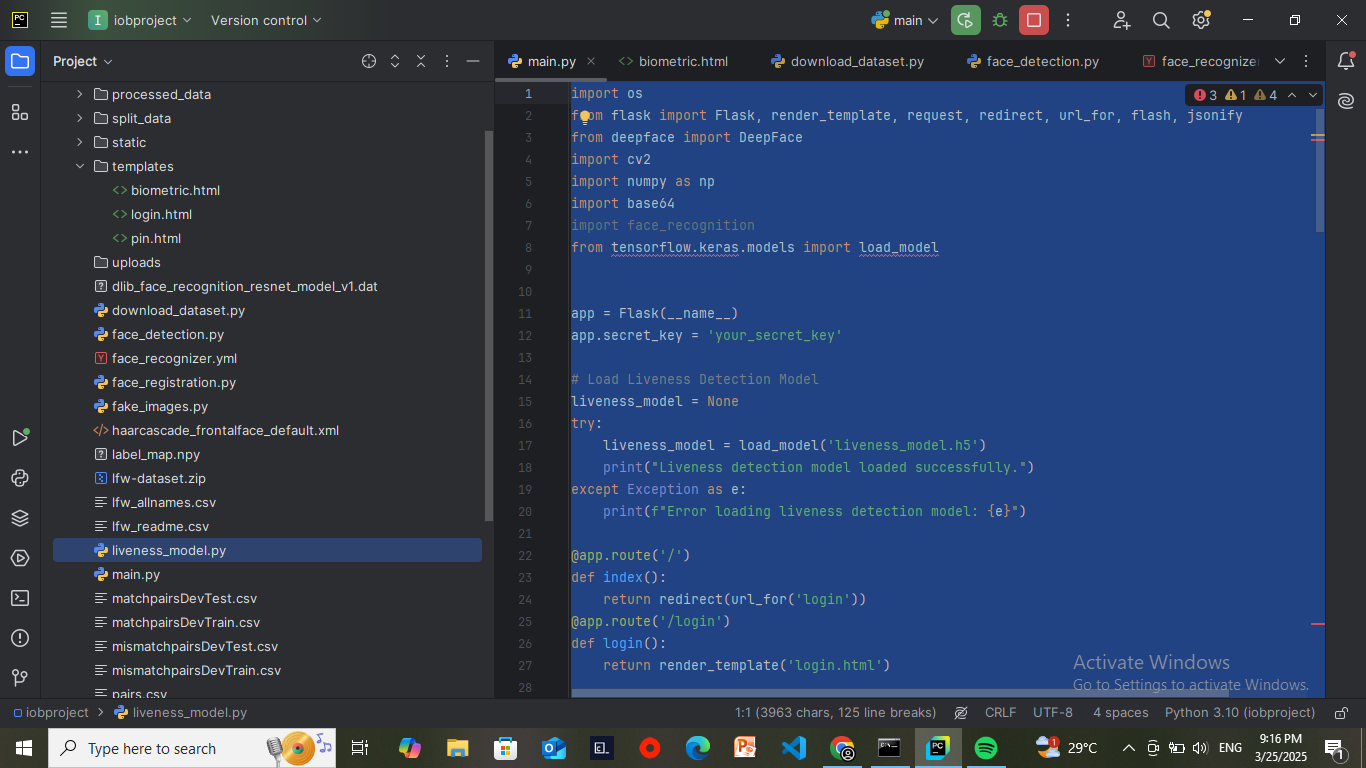 PC
I
iobproject
Version control
main
Project
main.py
biometric.html
download_dataset.py
face_detection.py
face_recognizer
processed_data
split_data
static
templates
biometric.html
login.html
pin.html
uploads
dlib_face_recognition_resnet_model_v1.dat
download_dataset.py
face_detection.py
face_recognizer.yml
face_registration.py
fake_images.py
haarcascade_frontalface_default.xml
label_map.npy
lfw-dataset.zip
lfw_allnames.csv
lfw_readme.csv
liveness_model.py
main.py
matchpairsDevTest.csv
matchpairsDevTrain.csv
mismatchpairsDevTest.csv
mismatchpairsDevTrain.csv
pairs.csv
3 1 4
1 import os
2 from flask import Flask, render_template, request, redirect, url_for, flash, jsonify
3 from deepface import DeepFace
4 import cv2
5 import numpy as np
6 import base64
7 import face_recognition
8 from tensorflow.keras.models import load_model
9
10
11 app = Flask(__name__)
12 app.secret_key = 'your_secret_key'
13
14 # Load Liveness Detection Model
15 liveness_model = None
16 try:
17 liveness_model = load_model('liveness_model.h5')
18 print("Liveness detection model loaded successfully.")
19 except Exception as e:
20 print(f"Error loading liveness detection model: {e}")
21
22 @app.route('/')
23 def index():
24 return redirect(url_for('login'))
25 @app.route('/login')
26 def login():
27 return render_template('login.html')
28
Activate Windows
Go to Settings to activate Windows.
iobproject
liveness_model.py
1:1 (3963 chars, 125 line breaks)
CRLF
UTF-8
4 spaces
Python 3.10 (iobproject)
Type here to search
PC
1
29°C
ENG
9:16 PM
3/25/2025
1